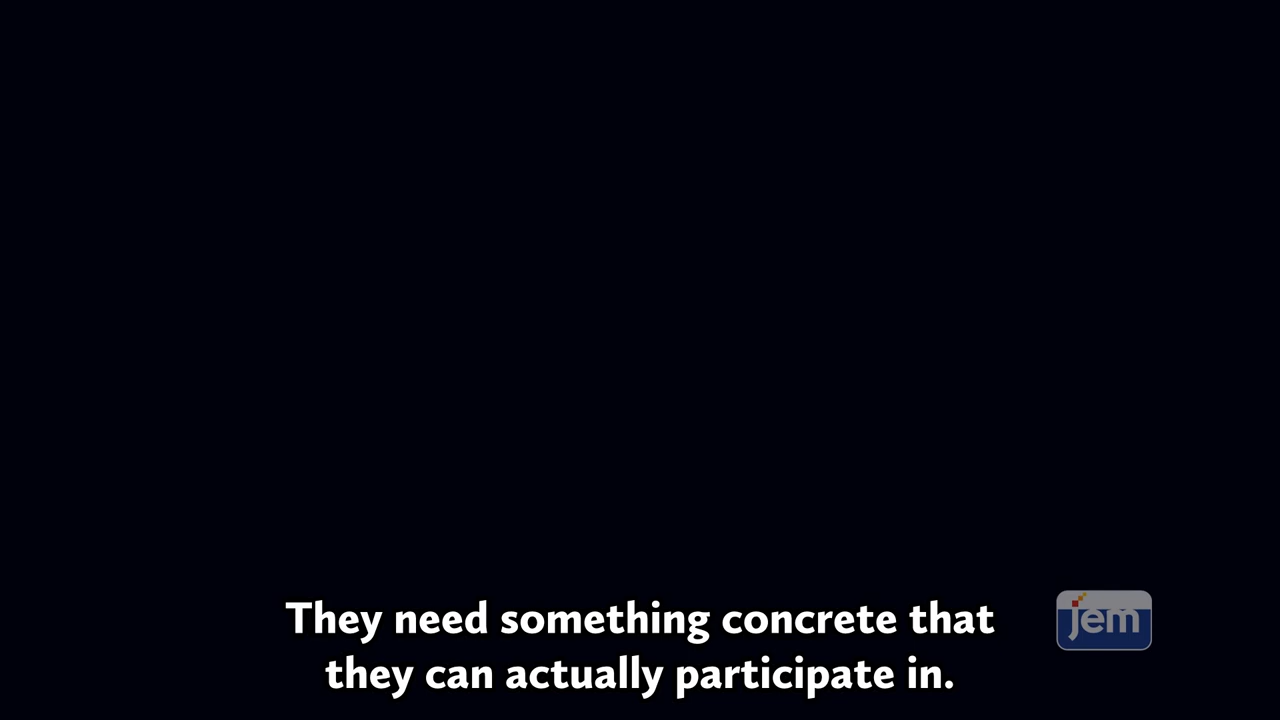 They need something concrete that
they can actually participate in.
jem